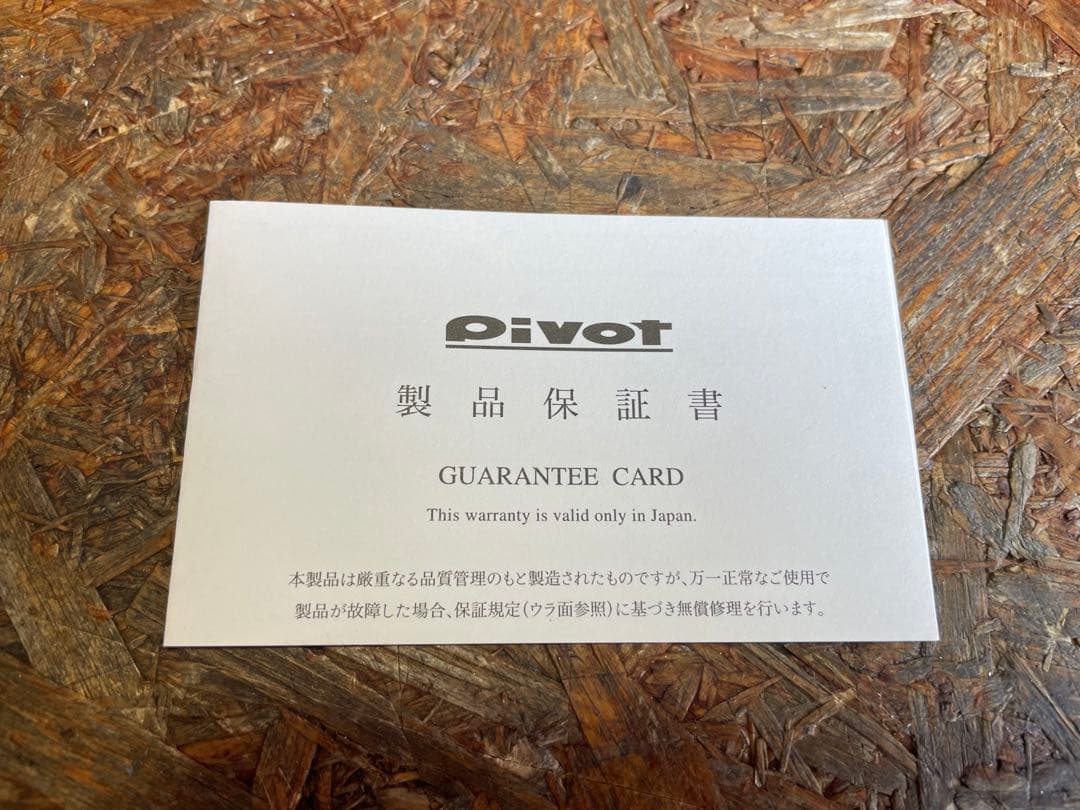 pivot
製品保証書
GUARANTEE CARD
This warranty is valid only in Japan.
本製品は厳重なる品質管理のもと製造されたものですが、万一正常なご使用で
製品が故障した場合、保証規定(ウラ面参照)に基づき無償修理を行います。